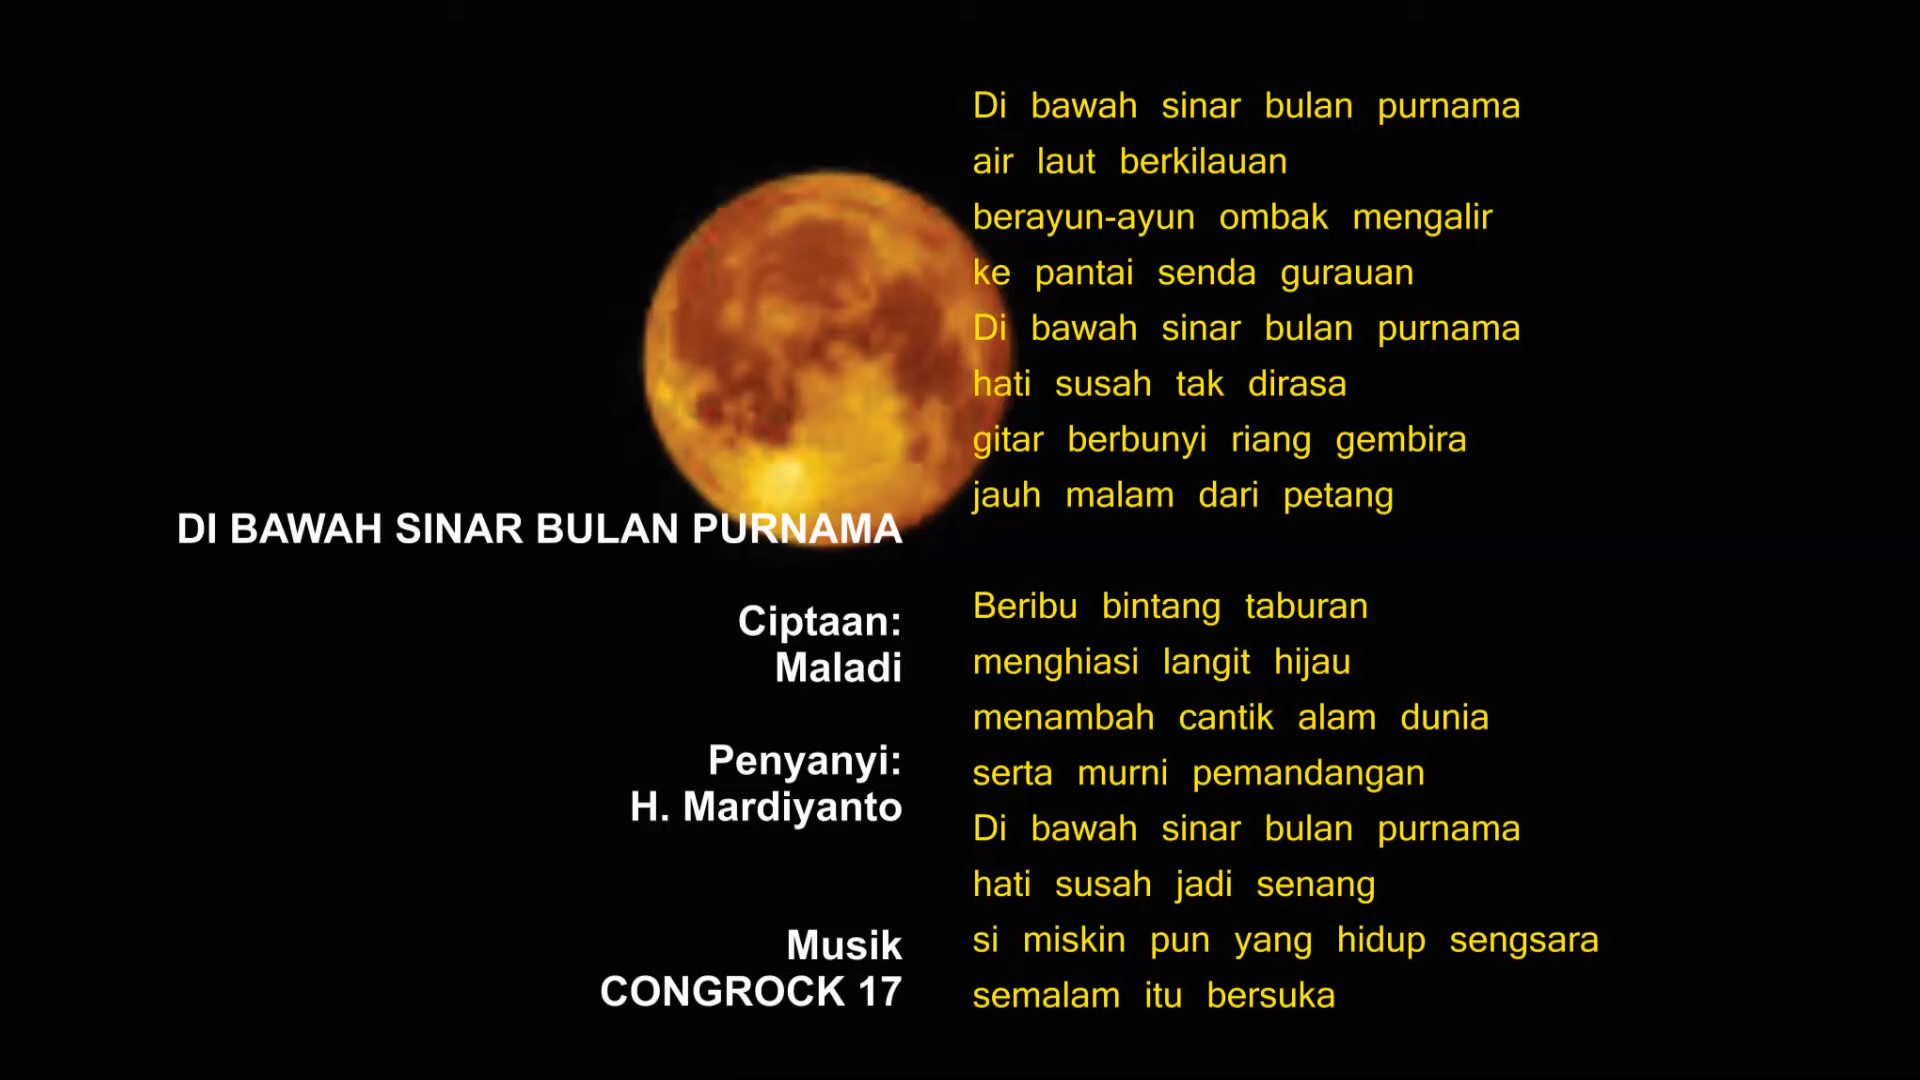 DI BAWAH SINAR BULAN PURNAMA
Ciptaan:
Maladi
Penyanyi:
H. Mardiyanto
Musik
CONGROCK 17
Di bawah sinar bulan purnama
air laut berkilauan
berayun-ayun ombak mengalir
ke pantai senda gurauan
Di bawah sinar bulan purnama
hati susah tak dirasa
gitar berbunyi riang gembira
jauh malam dari petang
Beribu bintang taburan
menghiasi langit hijau
menambah cantik alam dunia
serta murni pemandangan
Di bawah sinar bulan purnama
hati susah jadi senang
si miskin pun yang hidup sengsara
semalam itu bersuka